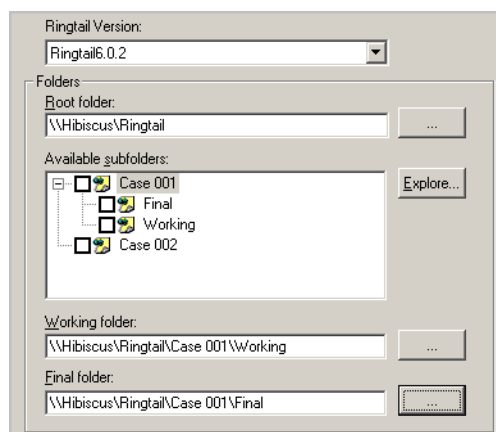 Ringtail Version:
Ringtail6.0.2
Folders
Root folder:
\\Hibiscus\Ringtail
...
Available subfolders:
Case 001
Final
Working
Case 002
Explore...
Working folder:
\\Hibiscus\Ringtail\Case 001\Working
...
Final folder:
\\Hibiscus\Ringtail\Case 001\Final
...